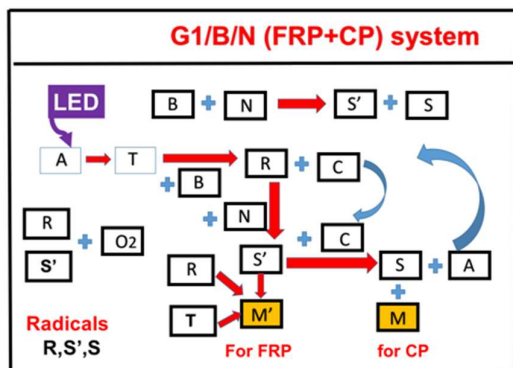 G1/B/N (FRP+CP) system
LED
B + N S' + S
A T R + C
+ B
+ N
R
+ O2
S'
+ C
S' S + A
R +
T M' M
Radicals
R,S',S
For FRP for CP